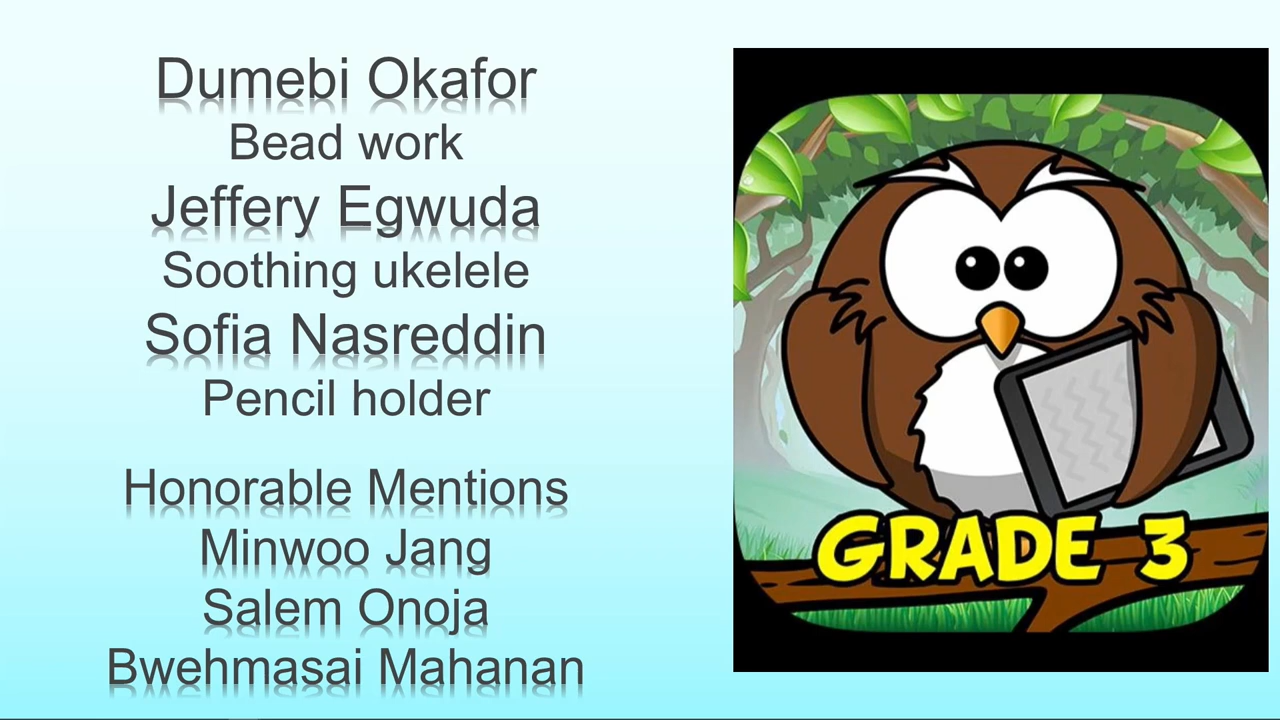 Dumebi Okafor
Bead work
Jeffery Egwuda
Soothing ukelele
Sofia Nasreddin
Pencil holder
Honorable Mentions
Minwoo Jang
Salem Onoja
Bwehmasai Mahanan
GRADE 3